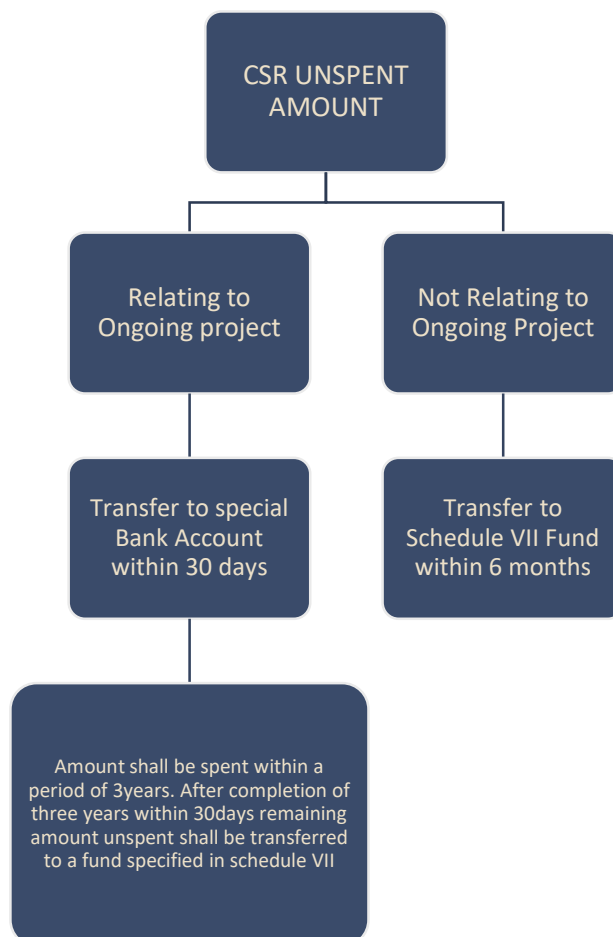 CSR UNSPENT
AMOUNT
Relating to
Ongoing project
Not Relating to
Ongoing Project
Transfer to special
Bank Account
within 30 days
Transfer to
Schedule VII Fund
within 6 months
Amount shall be spent within a
period of 3years. After completion of
three years within 30days remaining
amount unspent shall be transferred
to a fund specified in schedule VII